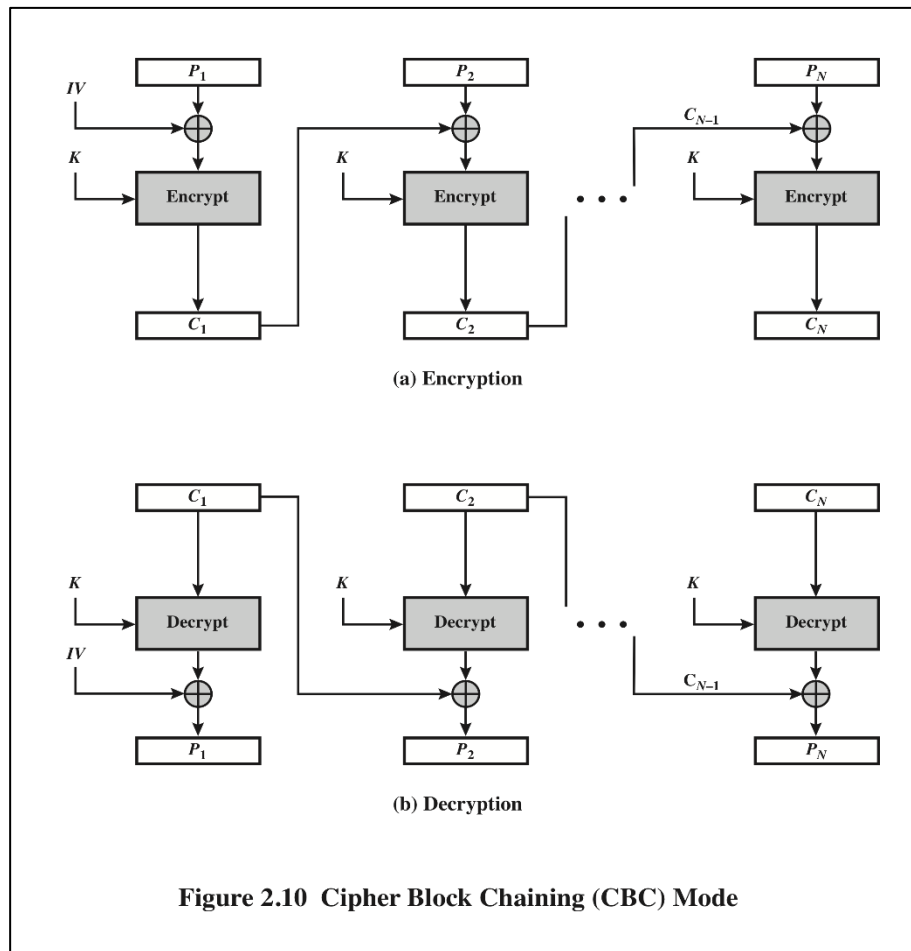 P1 P2 PN
IV
CN–1
K K K
Encrypt Encrypt Encrypt
• • •
C1 C2 CN
(a) Encryption
C1 C2 CN
K K K
Decrypt Decrypt Decrypt
• • •
IV
CN–1
P1 P2 PN
(b) Decryption
Figure 2.10 Cipher Block Chaining (CBC) Mode